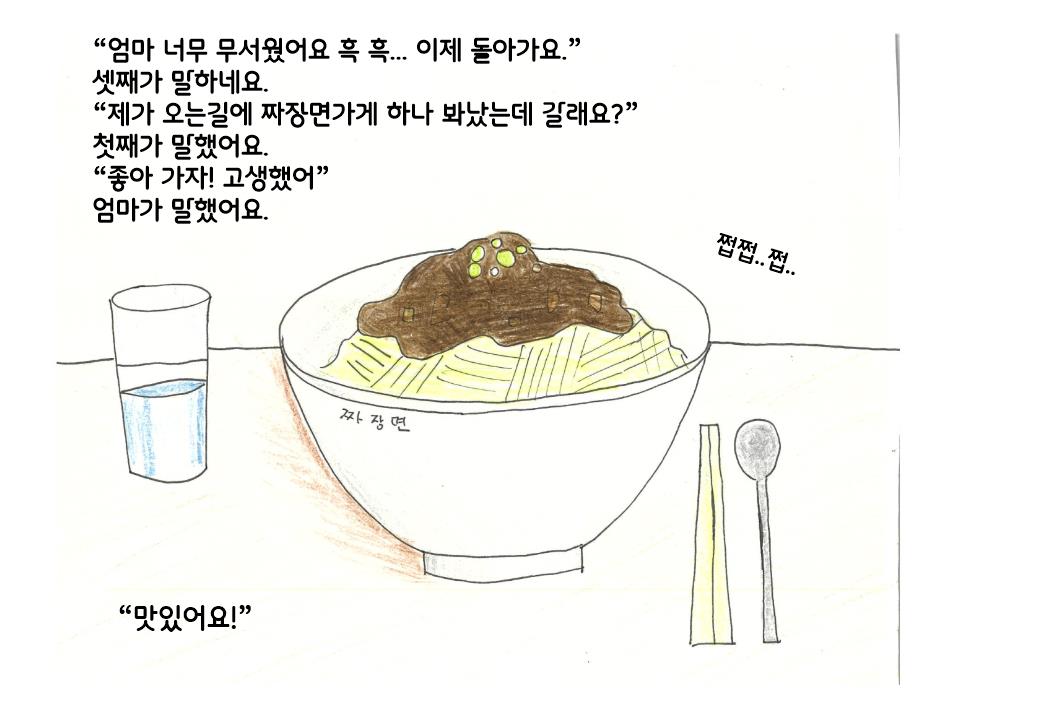 “엄마 너무 무서웠어요 흑 흑... 이제 돌아가요.”
셋째가 말하네요.
“제가 오는길에 짜장면가게 하나 봐났는데 갈래요?”
첫째가 말했어요.
“좋아 가자! 고생했어”
엄마가 말했어요.
쩝쩝..쩝..
짜장면
“맛있어요!”